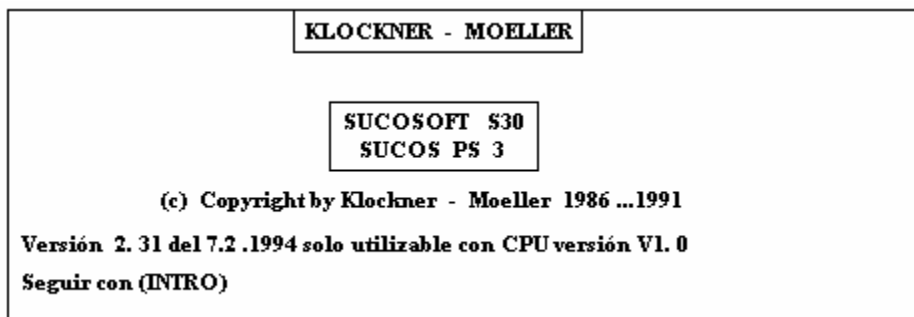 KLOCKNER - MOELLER
SUCOSOFT S30
SUCOS PS 3
(c) Copyright by Klockner - Moeller 1986 ...1991
Versión 2. 31 del 7.2 .1994 solo utilizable con CPU versión V1. 0
Seguir con (INTRO)